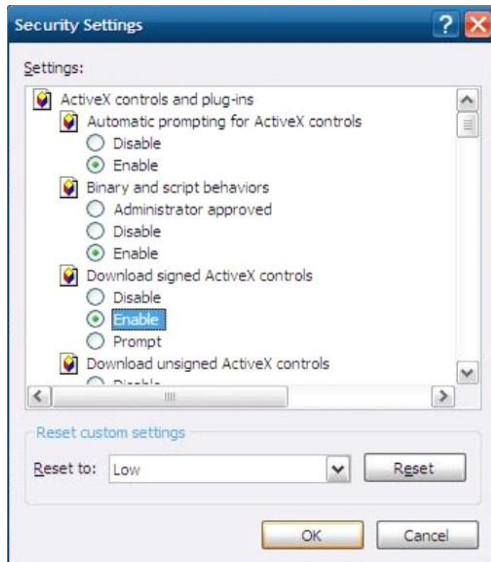 Security Settings
Settings:
ActiveX controls and plug-ins
Automatic prompting for ActiveX controls
Disable
Enable
Binary and script behaviors
Administrator approved
Disable
Enable
Download signed ActiveX controls
Disable
Enable
Prompt
Download unsigned ActiveX controls
Disable
Reset custom settings
Reset to: Low Reset
OK Cancel